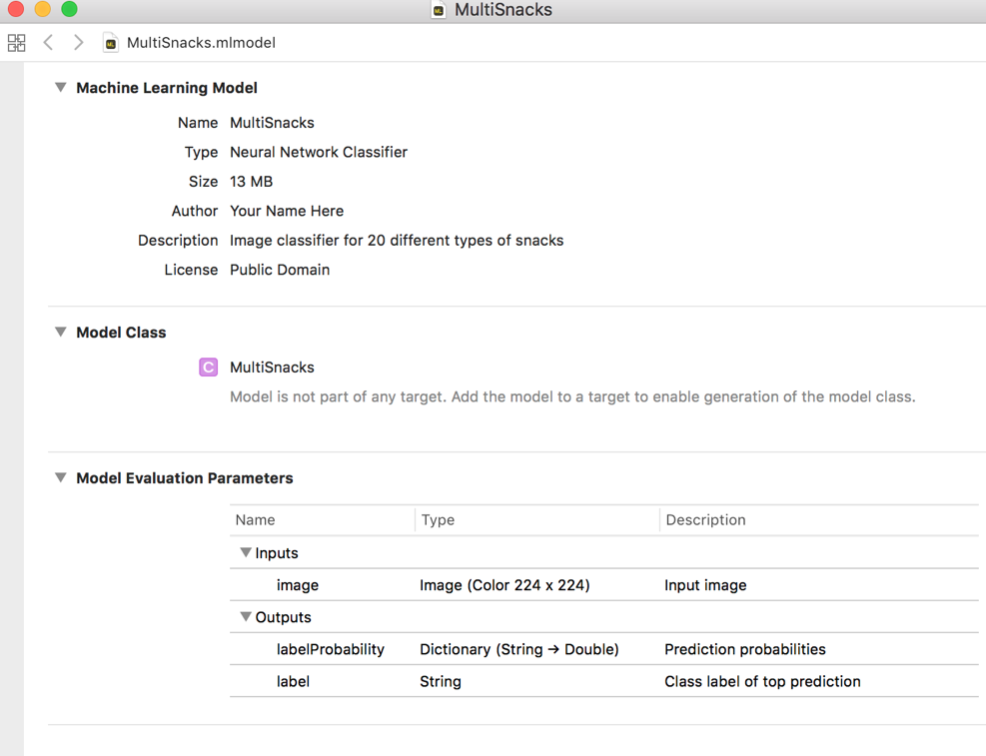 MultiSnacks
MultiSnacks.mlmodel
Machine Learning Model
Name MultiSnacks
Type Neural Network Classifier
Size 13 MB
Author Your Name Here
Description Image classifier for 20 different types of snacks
License Public Domain
Model Class
C MultiSnacks
Model is not part of any target. Add the model to a target to enable generation of the model class.
Model Evaluation Parameters
Name Type Description
Inputs
image Image (Color 224 x 224) Input image
Outputs
labelProbability Dictionary (String → Double) Prediction probabilities
label String Class label of top prediction